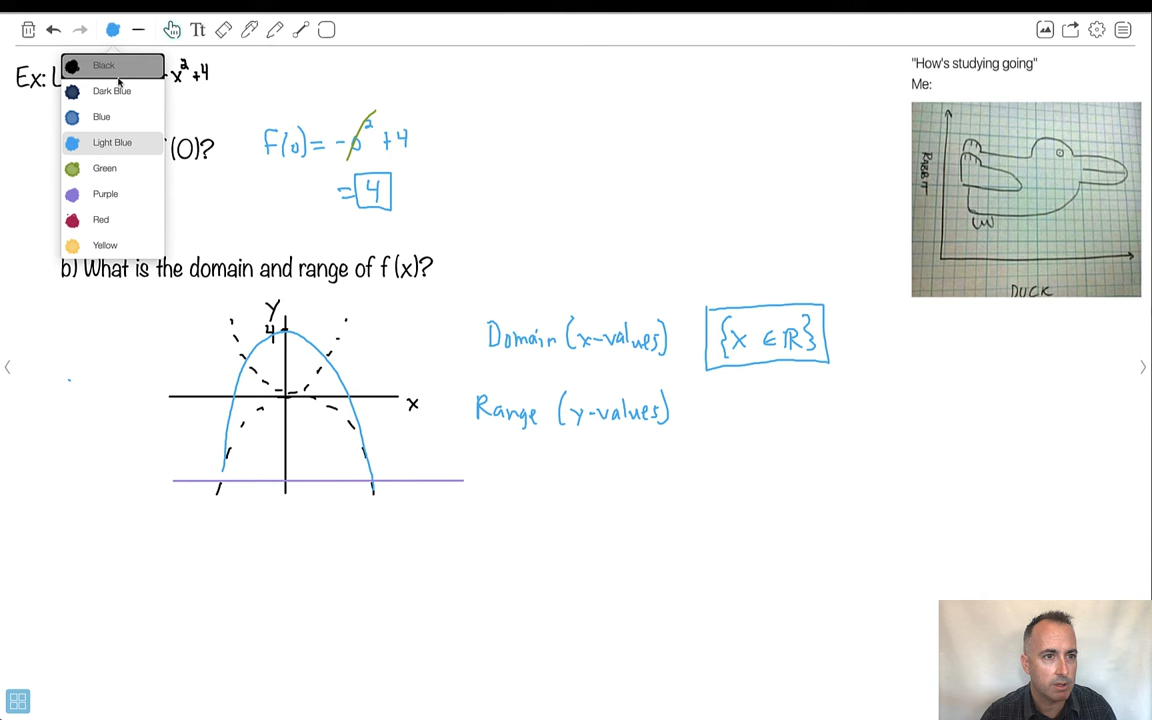 Tt
"How's studying going"
Me:
Ex: L x² +4
Black
Dark Blue
Blue
Light Blue
Green
Purple
Red
Yellow
(0)?
F(0) = -0² +4
= 4
RABBIT
DUCK
b) What is the domain and range of f(x)?
y
4
x
Domain (x-values) {x ∈ ℝ}
Range (y-values)